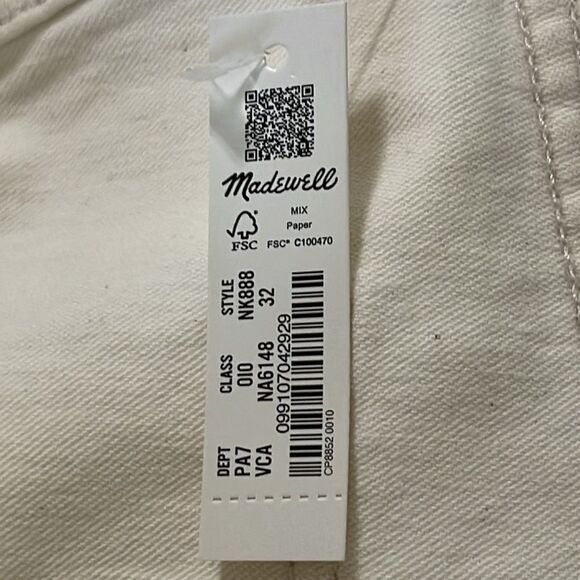 Madewell
MIX
Paper
FSC
FSC® C100470
DEPT CLASS STYLE
PA7 010 NK888
VCA NA6148 32
099107042929
CP8852 0010